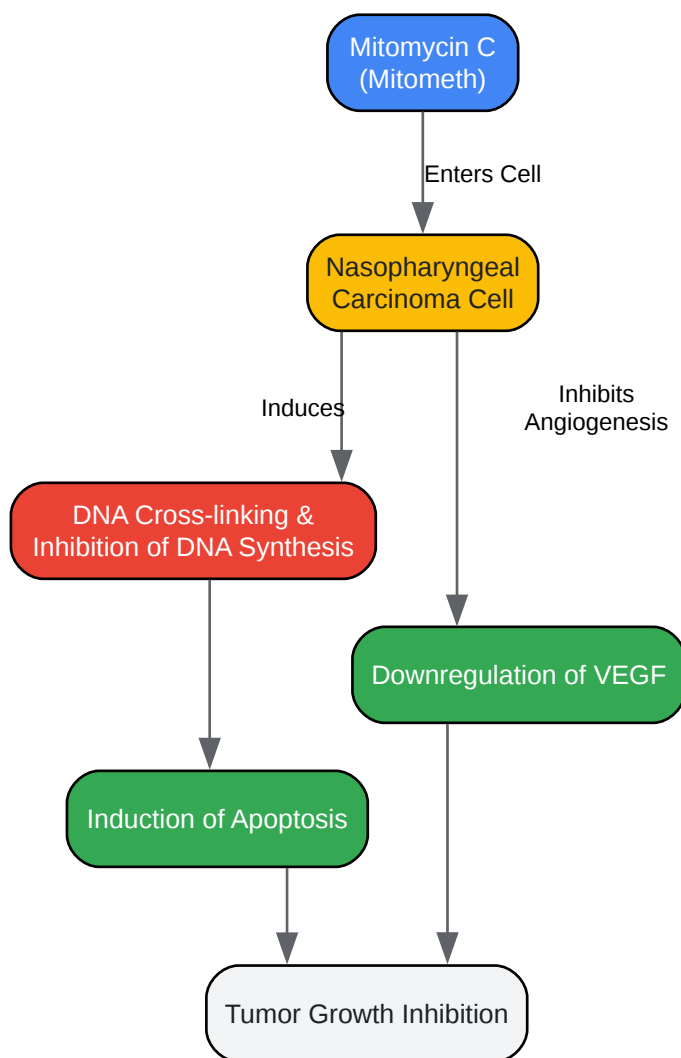 Mitomycin C
(Mitometh)
Enters Cell
Nasopharyngeal
Carcinoma Cell
Induces
Inhibits
Angiogenesis
DNA Cross-linking &
Inhibition of DNA Synthesis
Downregulation of VEGF
Induction of Apoptosis
Tumor Growth Inhibition